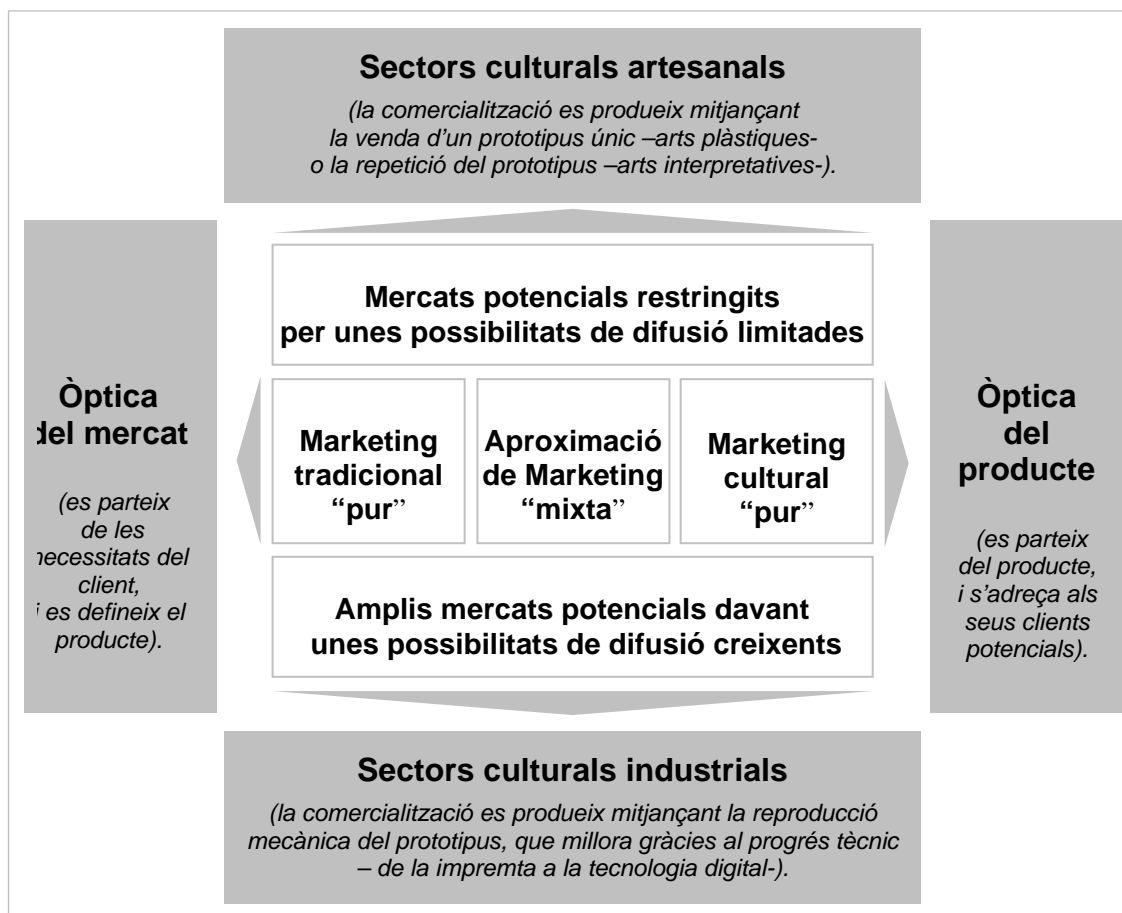 Sectors culturals artesanals
(la comercialització es produeix mitjançant
la venda d’un prototipus únic –arts plàstiques-
o la repetició del prototipus –arts interpretatives-).
Mercats potencials restringits
per unes possibilitats de difusió limitades
Òptica
del mercat
(es parteix
de les
necessitats del
client,
i es defineix el
producte).
Marketing
tradicional
“pur”
Aproximació
de Marketing
“mixta”
Marketing
cultural
“pur”
Òptica
del
producte
(es parteix
del producte,
i s’adreça als
seus clients
potencials).
Amplis mercats potencials davant
unes possibilitats de difusió creixents
Sectors culturals industrials
(la comercialització es produeix mitjançant la reproducció
mecànica del prototipus, que millora gràcies al progrés tècnic
– de la impremta a la tecnologia digital-).